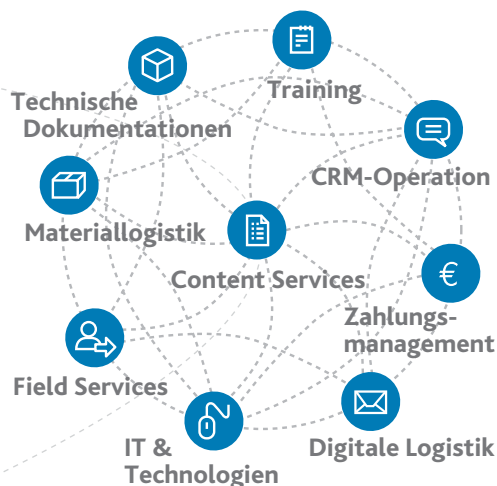 Training
Technische
Dokumentationen
CRM-Operation
Materiallogistik
Content Services
€
Zahlungs-
management
Field Services
IT &
Technologien
Digitale Logistik